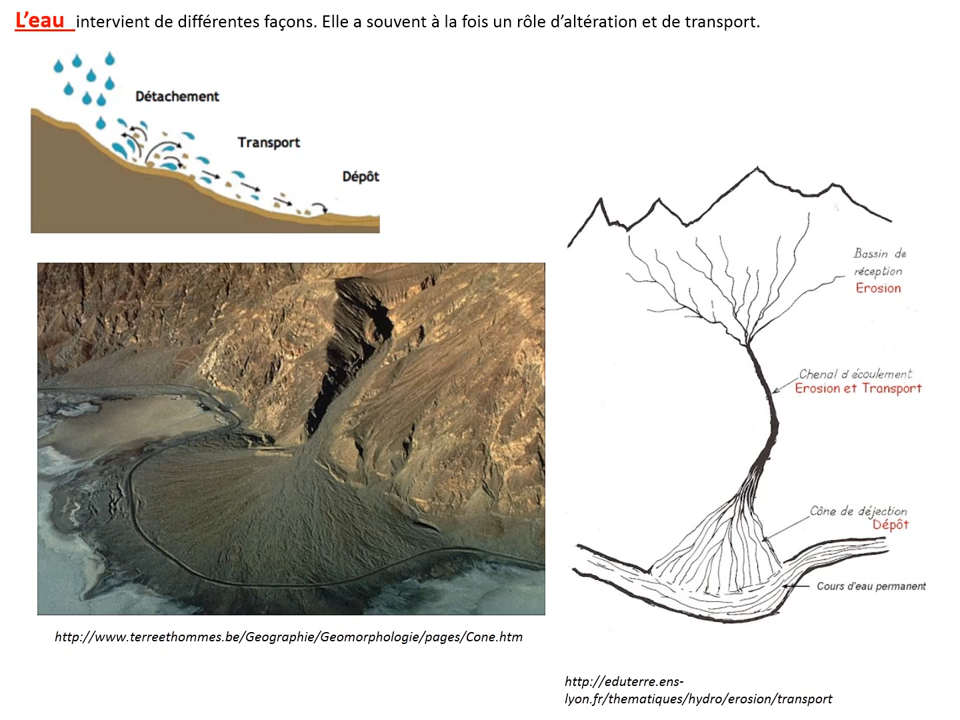 L'eau intervient de différentes façons. Elle a souvent à la fois un rôle d'altération et de transport.
Détachement
Transport
Dépôt
Bassin de
réception
Erosion
Chenal d'écoulement
Erosion et Transport
Cône de déjection
Dépôt
Cours d'eau permanent
http://www.terreethommes.be/Geographie/Geomorphologie/pages/Cone.htm
http://eduterre.ens-
lyon.fr/thematiques/hydro/erosion/transport